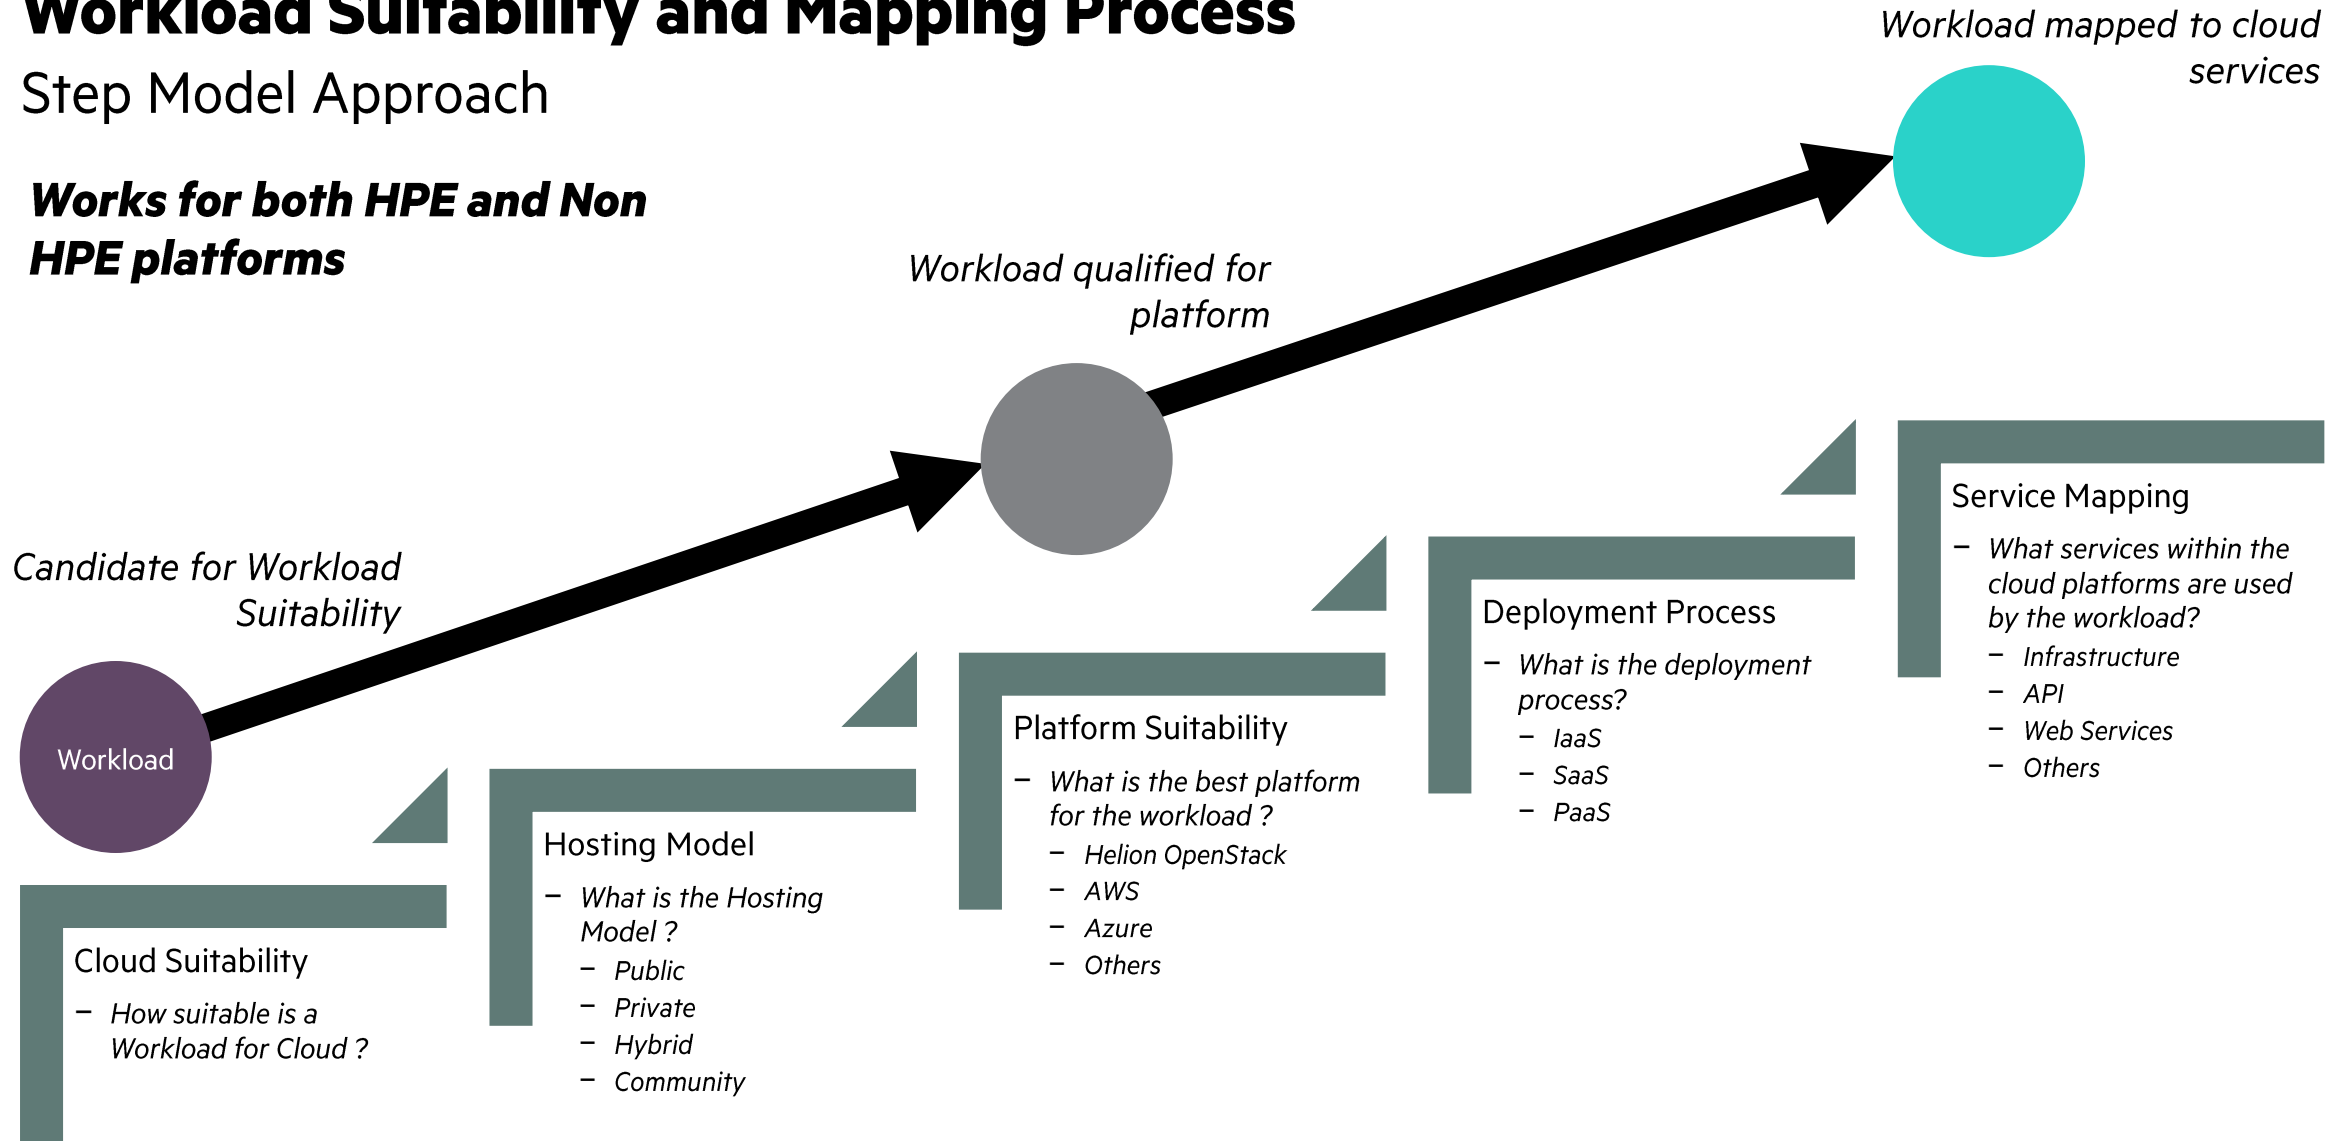 Workload Suitability and Mapping Process
Step Model Approach
Works for both HPE and Non
HPE platforms
Workload mapped to cloud
services
Workload qualified for
platform
Candidate for Workload
Suitability
Workload
Cloud Suitability
– How suitable is a
Workload for Cloud ?
Hosting Model
– What is the Hosting
Model ?
– Public
– Private
– Hybrid
– Community
Platform Suitability
– What is the best platform
for the workload ?
– Helion OpenStack
– AWS
– Azure
– Others
Deployment Process
– What is the deployment
process?
– IaaS
– SaaS
– PaaS
Service Mapping
– What services within the
cloud platforms are used
by the workload?
– Infrastructure
– API
– Web Services
– Others